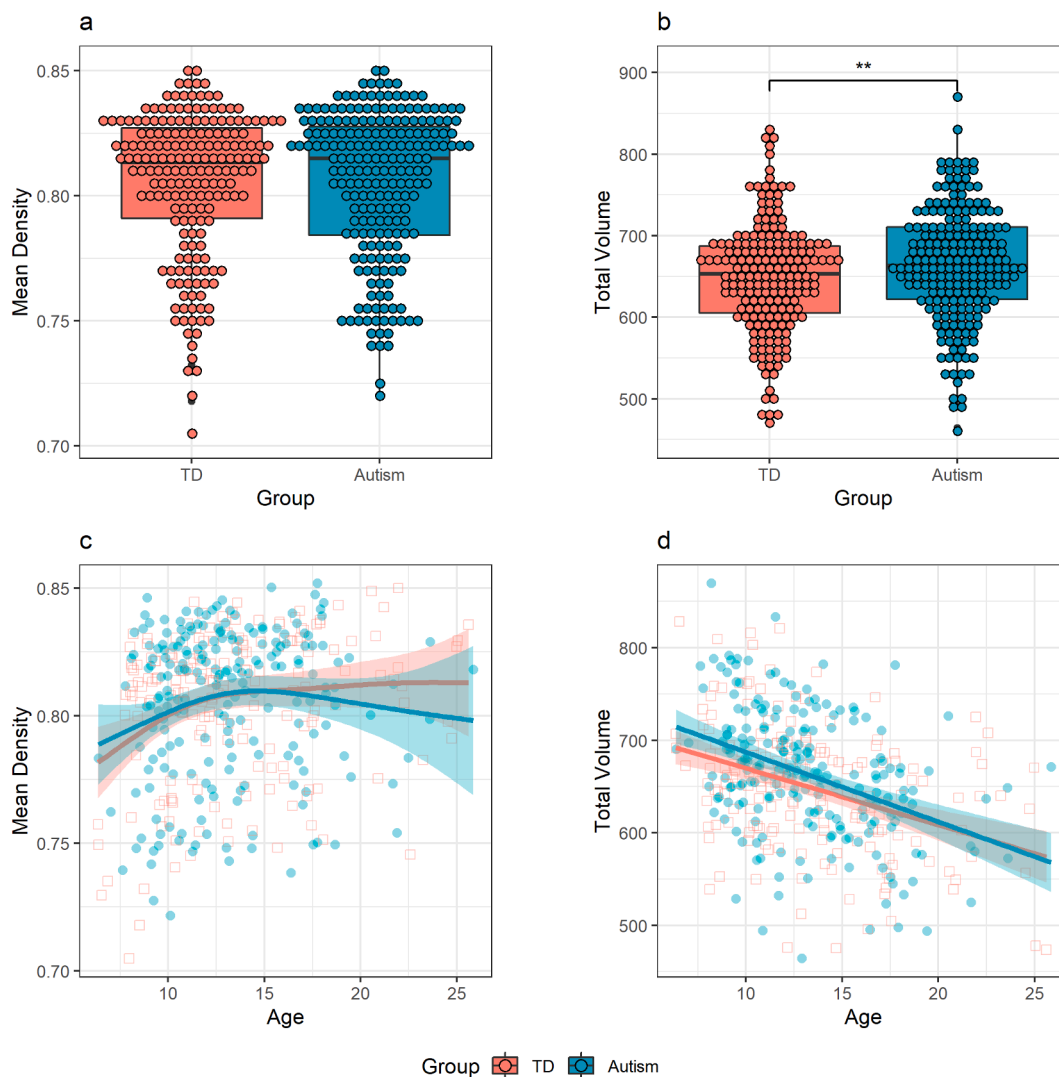 a
0.85
0.80
0.75
0.70
Mean Density
TD
Autism
Group
b
**
900
800
700
600
500
Total Volume
TD
Autism
Group
c
0.85
0.80
0.75
0.70
Mean Density
10
15
20
25
Age
d
800
700
600
500
Total Volume
10
15
20
25
Age
Group TD Autism